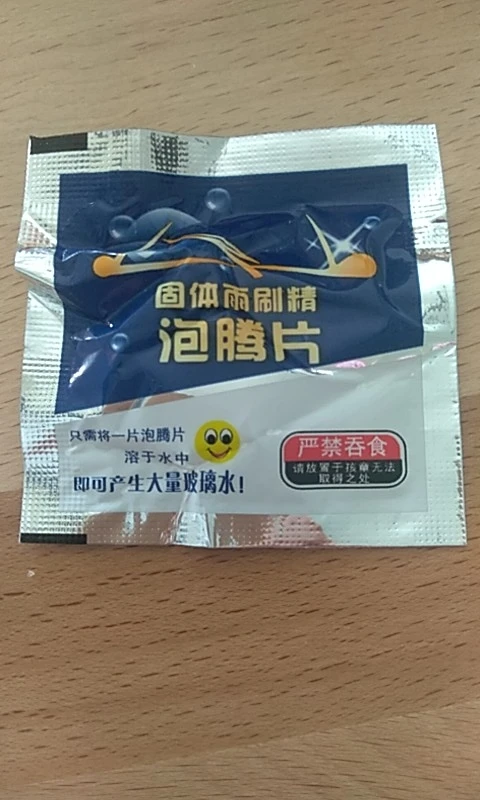 固体雨刷精
泡腾片
只需将一片泡腾片
溶于水中
即可产生大量玻璃水!
严禁吞食
请放置于孩童无法
取得之处